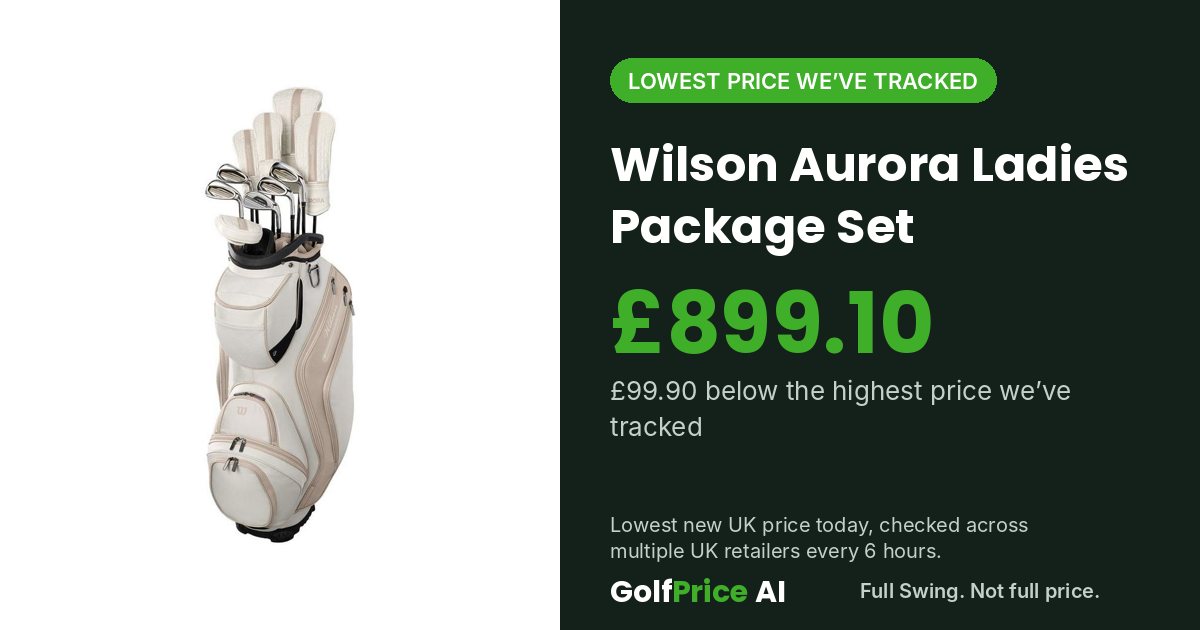 LOWEST PRICE WE’VE TRACKED
Wilson Aurora Ladies
Package Set
£899.10
£99.90 below the highest price we’ve
tracked
Lowest new UK price today, checked across
multiple UK retailers every 6 hours.
GolfPrice AI
Full Swing. Not full price.